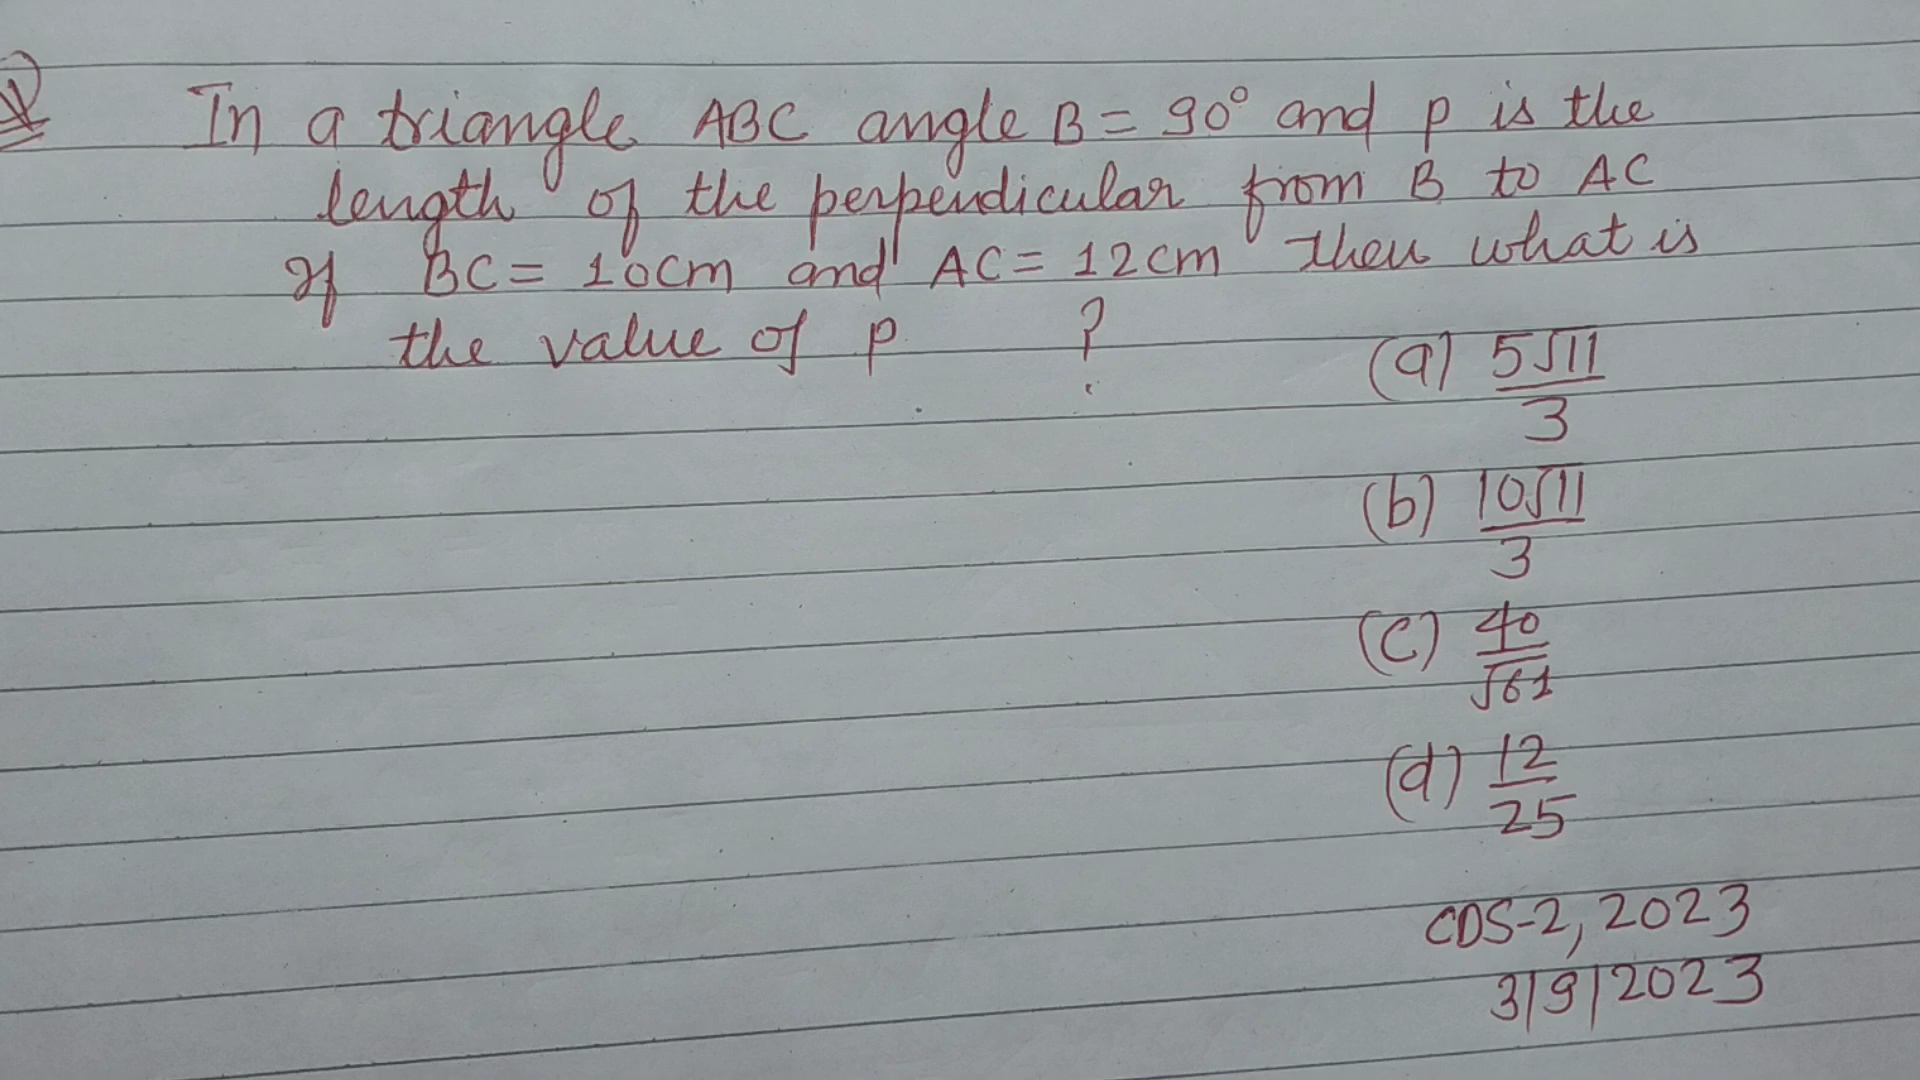 Q
In a triangle ABC angle B = 90° and p is the
length of the perpendicular from B to AC
If BC = 10cm and AC = 12cm then what is
the value of p ?
(a) 5√11/3
(b) 10√11/3
(c) 40/√61
(d) 12/25
CDS-2, 2023
3|9|2023